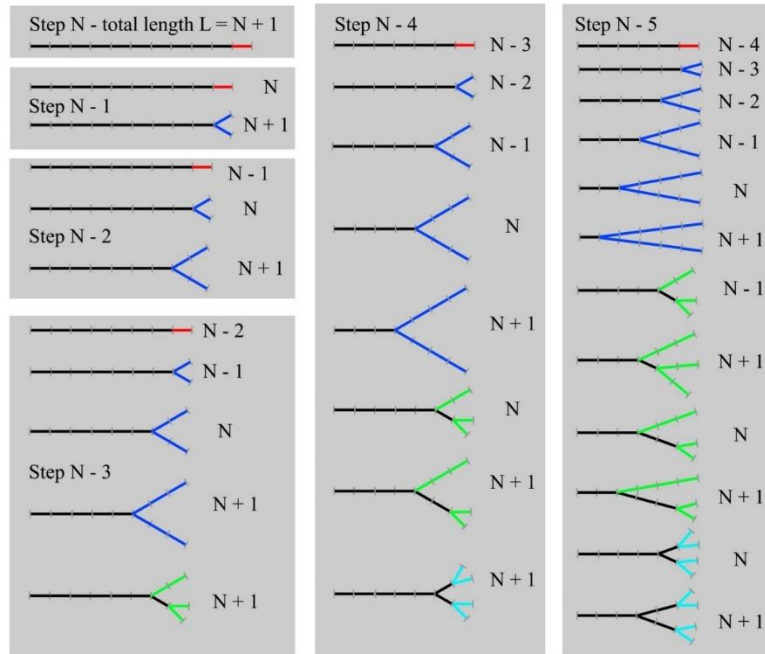 Step N - total length L = N + 1
N
Step N - 1
N + 1
N - 1
N
Step N - 2
N + 1
N - 2
N - 1
N
Step N - 3
N + 1
N + 1
Step N - 4
N - 3
N - 2
N - 1
N
N + 1
N
N + 1
N + 1
Step N - 5
N - 4
N - 3
N - 2
N - 1
N
N + 1
N - 1
N + 1
N
N + 1
N
N + 1